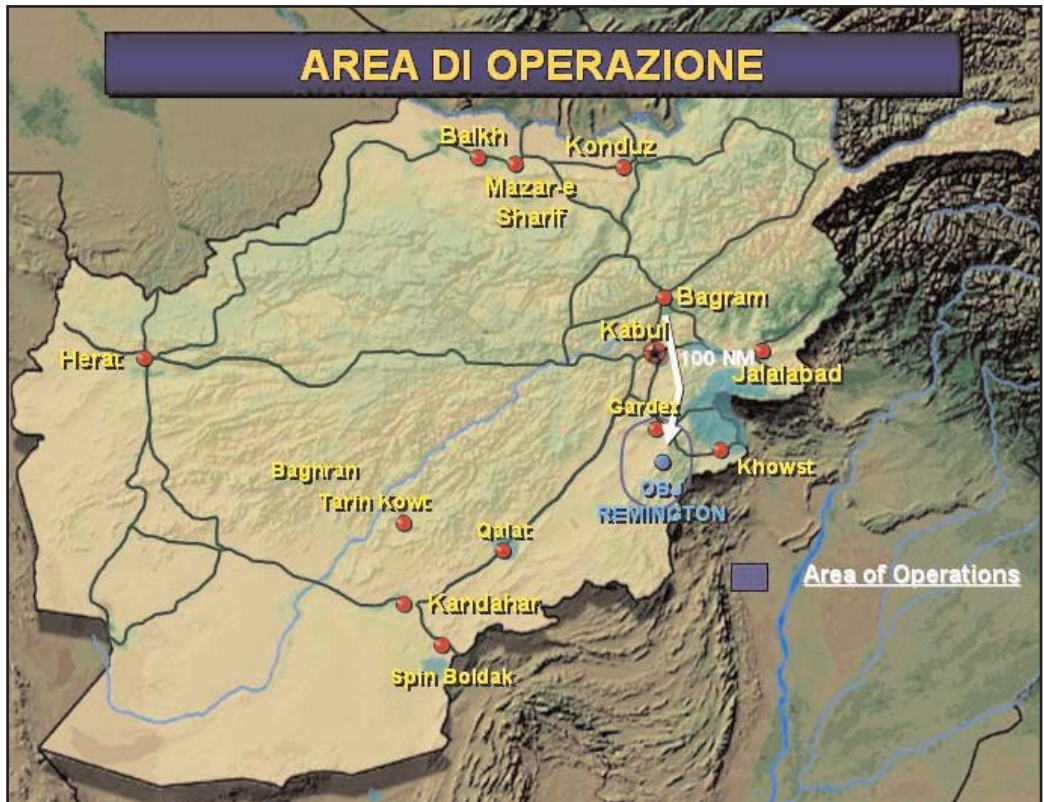 AREA DI OPERAZIONE
Balkh
Konduz
Mazar-e
Sharif
Bagram
Kabul
Herat
100 NM
Jalalabad
Gardez
Khowst
Baghran
OBJ
Tarin Kowt
REMINGTON
Qalat
Area of Operations
Kandahar
Spin Boldak